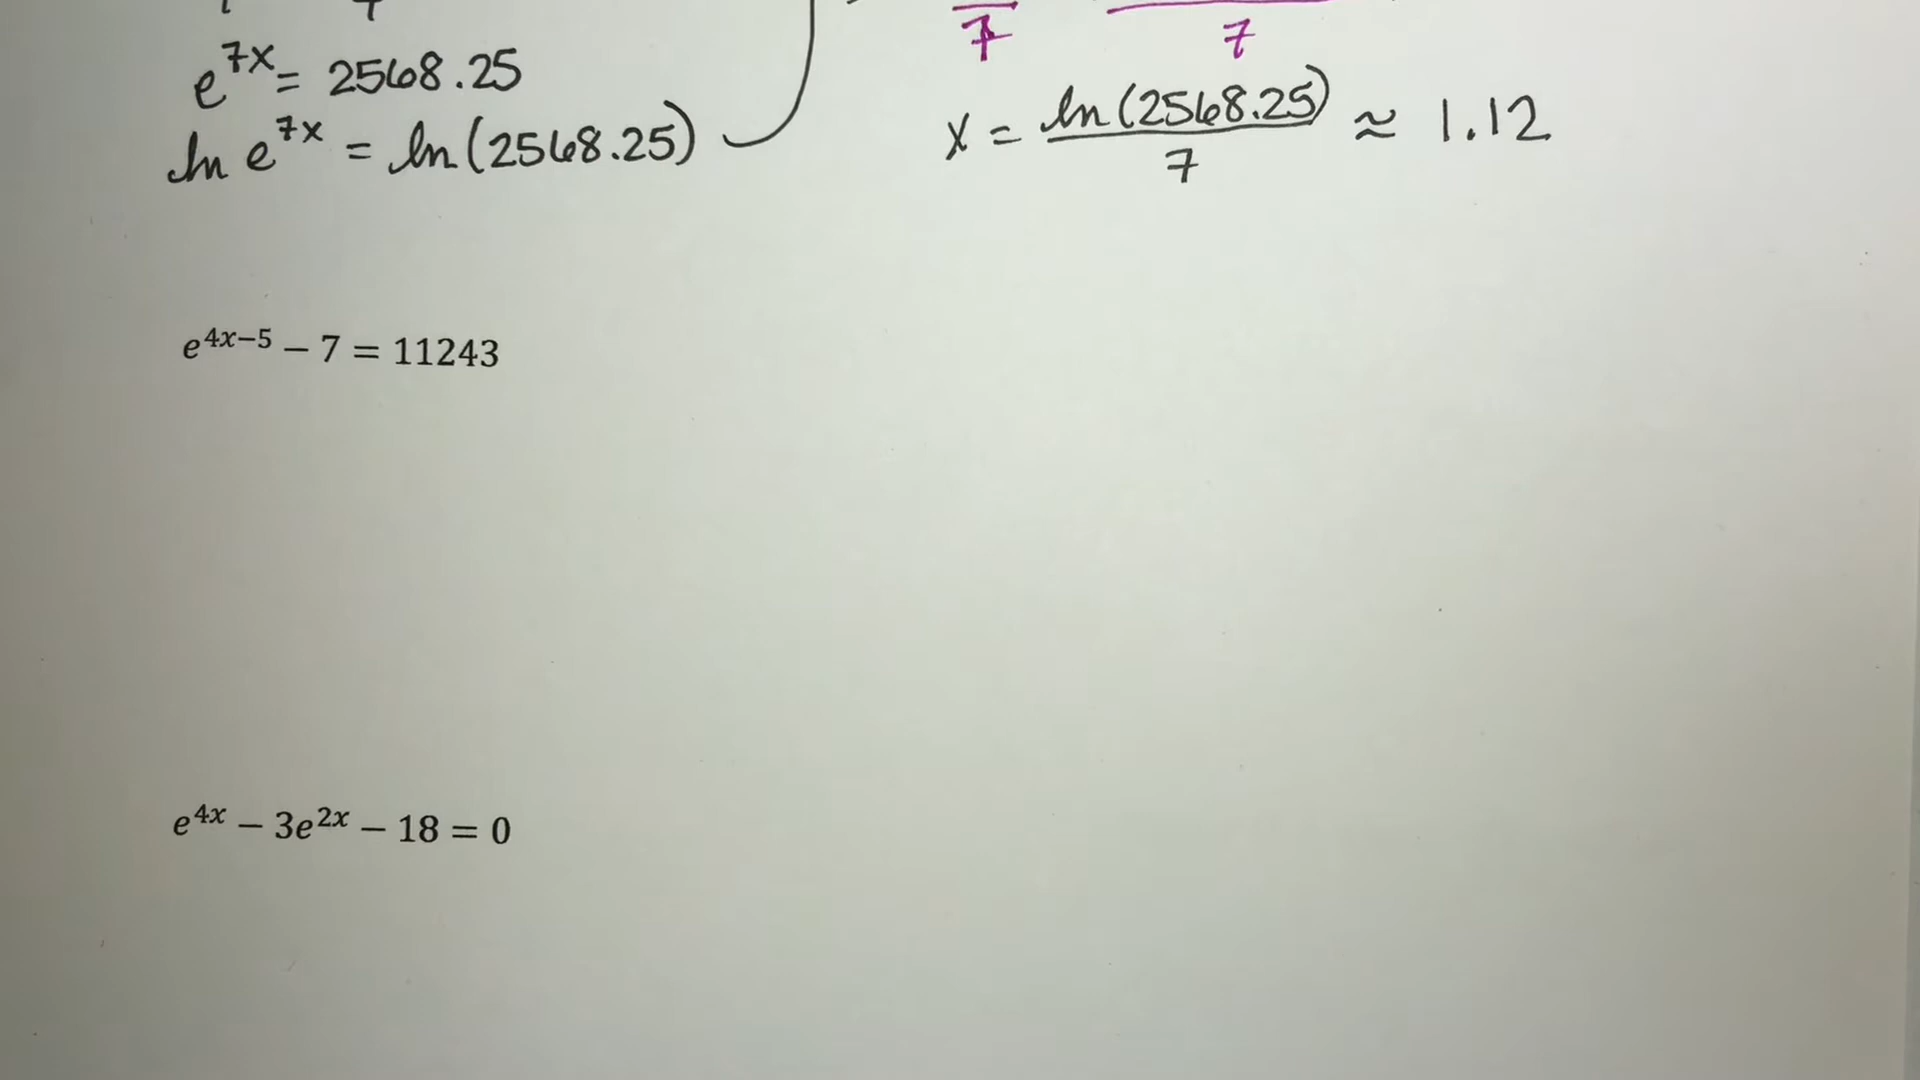 e^{7x} = 2568.25
ln e^{7x} = ln(2568.25)
7 7
x = ln(2568.25)/7 ≈ 1.12
e^{4x−5} − 7 = 11243
e^{4x} − 3e^{2x} − 18 = 0